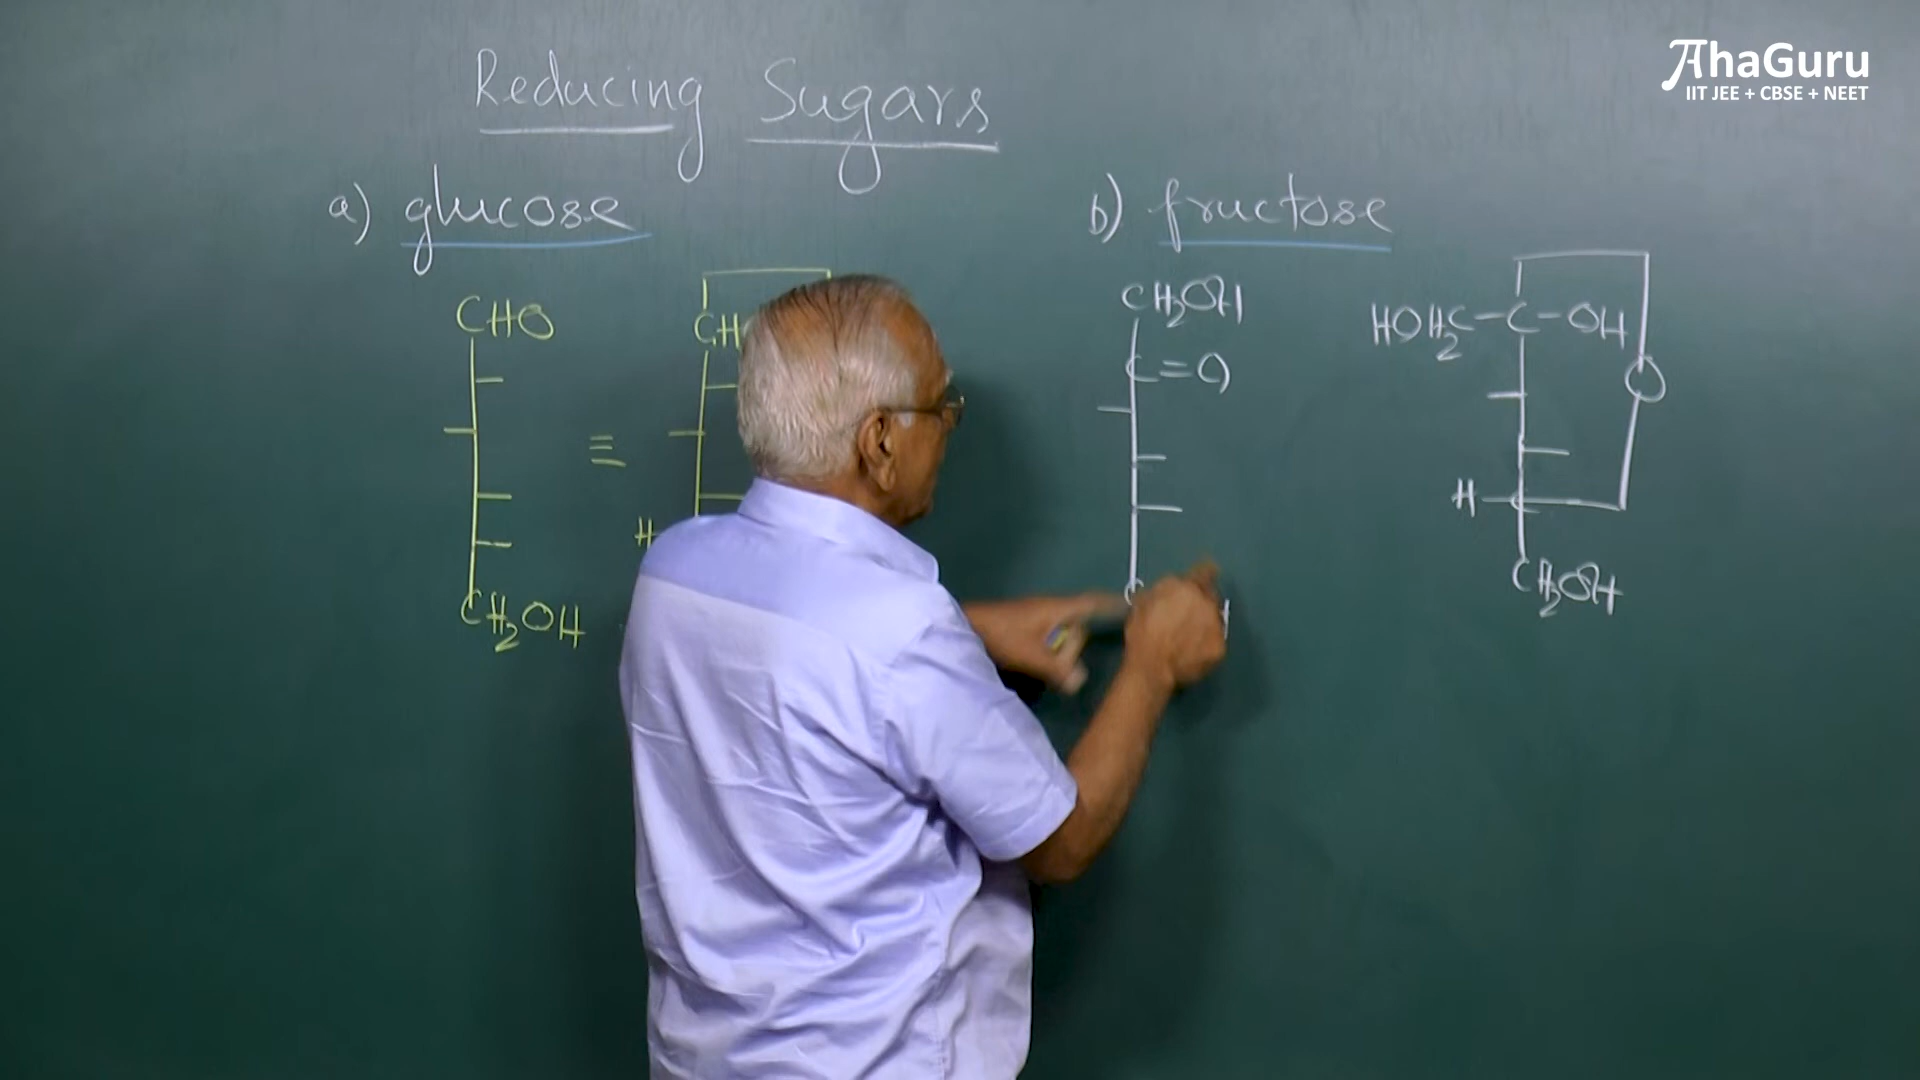 AhaGuru
IIT JEE + CBSE + NEET
Reducing Sugars
a) glucose
b) fructose
CHO
CH₂OH
≡
H
CH₂OH
C=O
HOH₂C-C-OH
O
H
C
CH₂OH